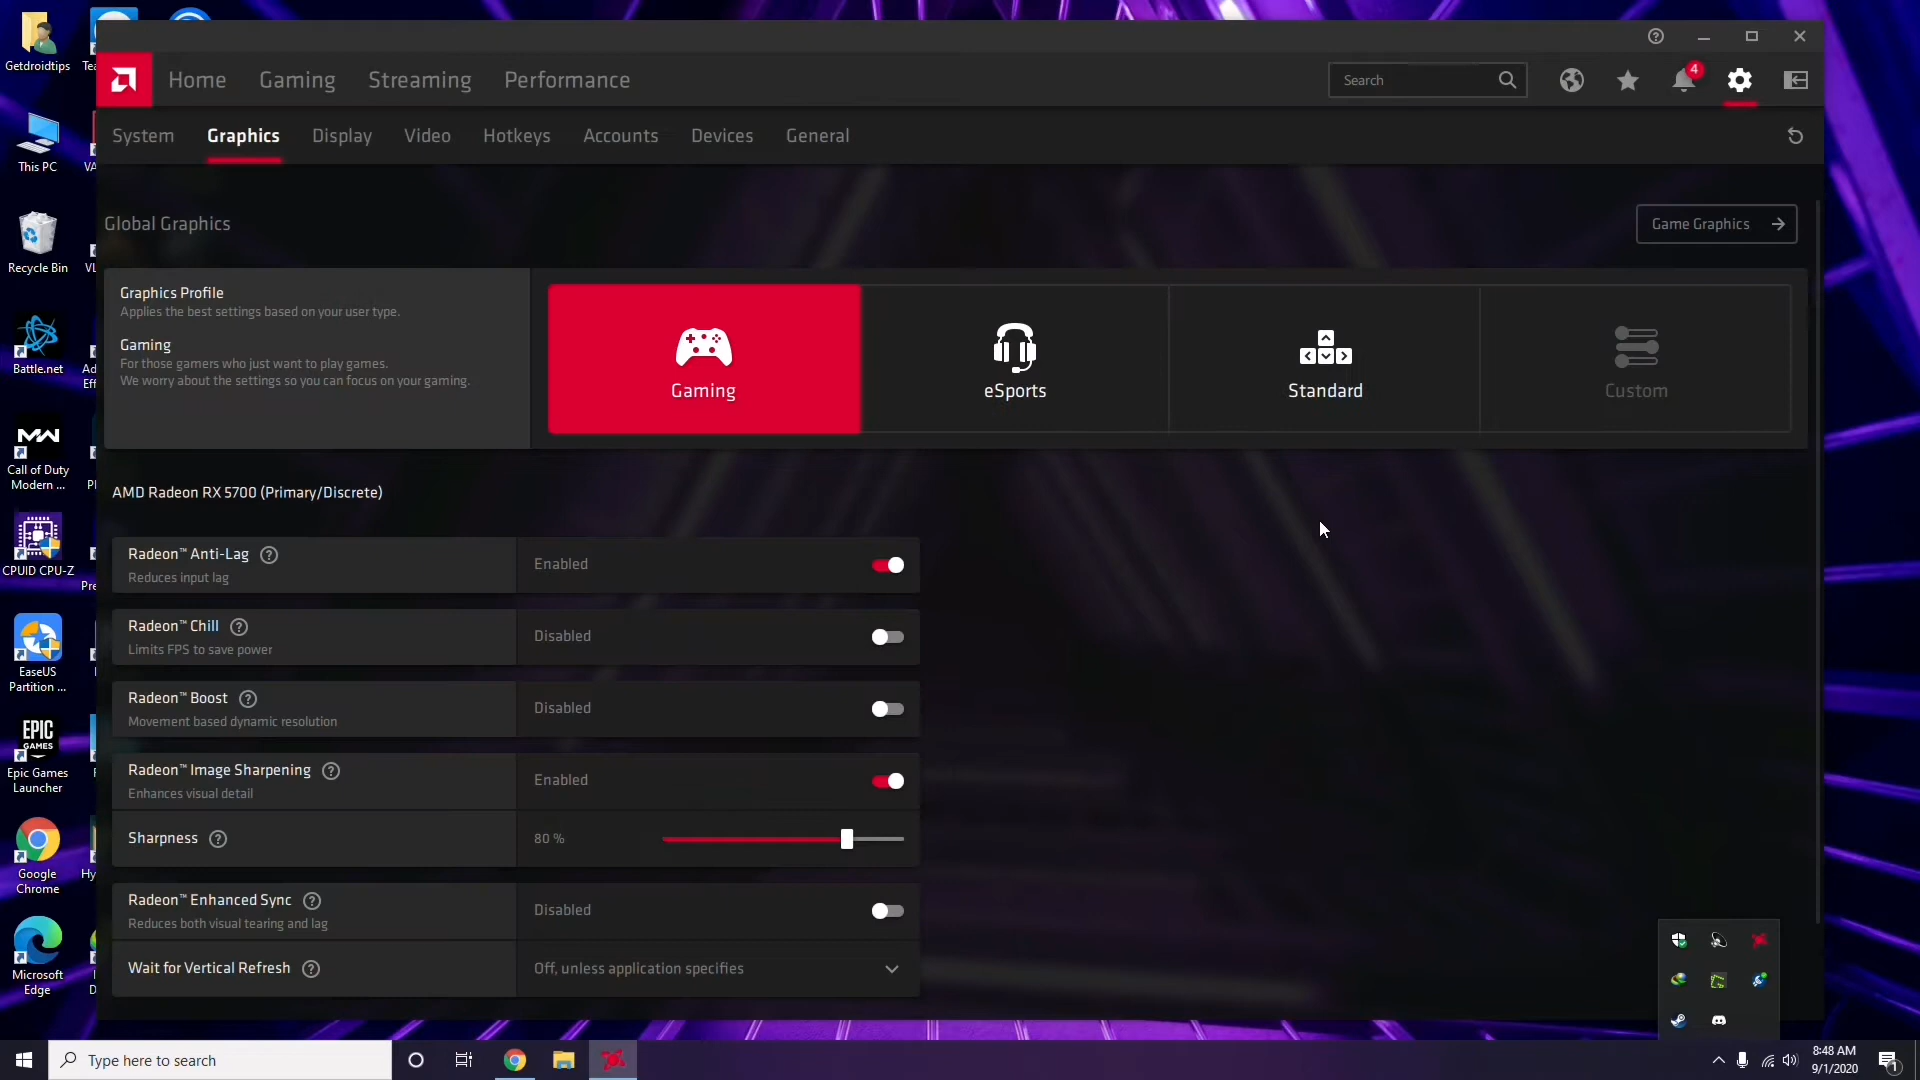 Getdroidtips
This PC
Recycle Bin
Battle.net
Call of Duty
Modern ...
CPUID CPU-Z
EaseUS
Partition ...
EPIC
GAMES
Epic Games
Launcher
Google
Chrome
Microsoft
Edge
Home
Gaming
Streaming
Performance
Search
4
System
Graphics
Display
Video
Hotkeys
Accounts
Devices
General
Global Graphics
Game Graphics
Graphics Profile
Applies the best settings based on your user type.
Gaming
For those gamers who just want to play games.
We worry about the settings so you can focus on your gaming.
Gaming
eSports
Standard
Custom
AMD Radeon RX 5700 (Primary/Discrete)
Radeon™ Anti-Lag
Reduces input lag
Enabled
Radeon™ Chill
Limits FPS to save power
Disabled
Radeon™ Boost
Movement based dynamic resolution
Disabled
Radeon™ Image Sharpening
Enhances visual detail
Enabled
Sharpness
80 %
Radeon™ Enhanced Sync
Reduces both visual tearing and lag
Disabled
Wait for Vertical Refresh
Off, unless application specifies
Type here to search
8:48 AM
9/1/2020
1